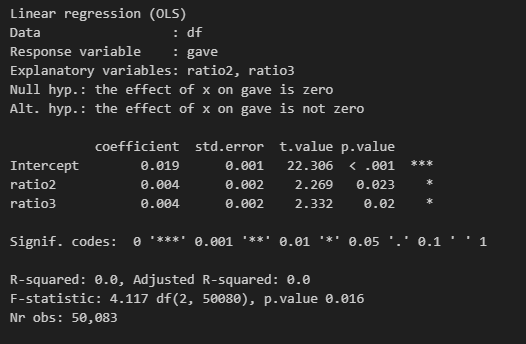 Linear regression (OLS)
Data : df
Response variable : gave
Explanatory variables: ratio2, ratio3
Null hyp.: the effect of x on gave is zero
Alt. hyp.: the effect of x on gave is not zero
coefficient std.error t.value p.value
Intercept 0.019 0.001 22.306 < .001 ***
ratio2 0.004 0.002 2.269 0.023 *
ratio3 0.004 0.002 2.332 0.02 *
Signif. codes: 0 '***' 0.001 '**' 0.01 '*' 0.05 '.' 0.1 ' ' 1
R-squared: 0.0, Adjusted R-squared: 0.0
F-statistic: 4.117 df(2, 50080), p.value 0.016
Nr obs: 50,083